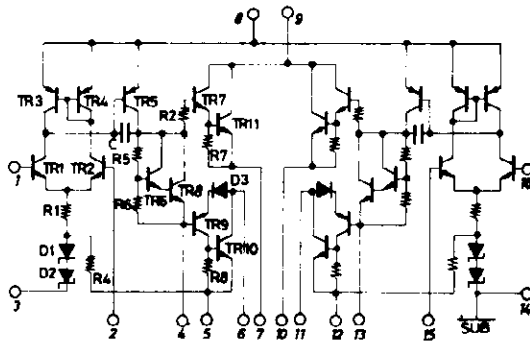 8 9
TR3 TR4 TR5 R2 TR7
TR11
R5 R7
1 TR1 TR2 TR6 TR8 D3 16
R1 R6 TR9
D1 TR10
D2 R4 R8
3 14
2 4 5 6 7 10 11 12 13 15 SUB